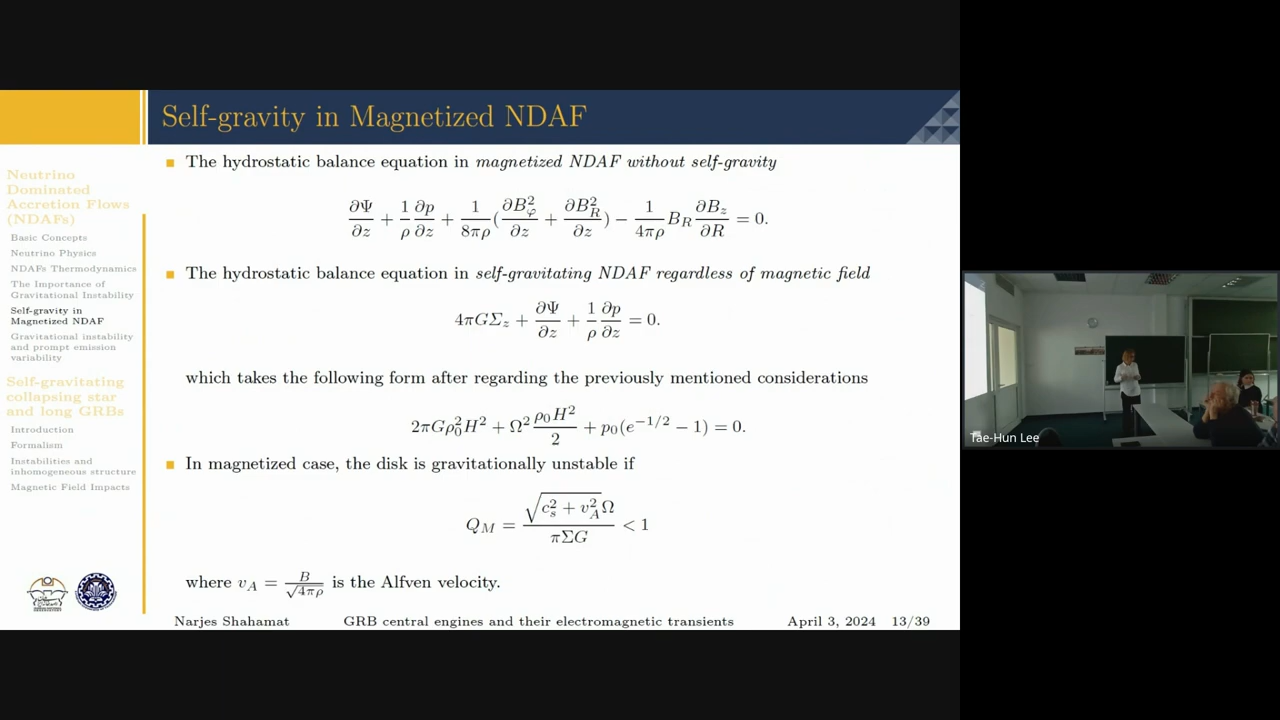 Self-gravity in Magnetized NDAF
Neutrino
Dominated
Accretion Flows
(NDAFs)
Basic Concepts
Neutrino Physics
NDAFs Thermodynamics
The Importance of
Gravitational Instability
Self-gravity in
Magnetized NDAF
Gravitational instability
and prompt emission
variability
Self-gravitating
collapsing star
and long GRBs
Introduction
Formalism
Instabilities and
inhomogeneous structure
Magnetic Field Impacts
The hydrostatic balance equation in magnetized NDAF without self-gravity
∂Ψ/∂z + 1/ρ ∂p/∂z + 1/8πρ (∂B²_φ/∂z + ∂B²_R/∂z) − 1/4πρ B_R ∂B_z/∂R = 0.
The hydrostatic balance equation in self-gravitating NDAF regardless of magnetic field
4πGΣ_z + ∂Ψ/∂z + 1/ρ ∂p/∂z = 0.
which takes the following form after regarding the previously mentioned considerations
2πGρ₀²H² + Ω² ρ₀H²/2 + p₀(e^{−1/2} − 1) = 0.
In magnetized case, the disk is gravitationally unstable if
Q_M = √(c_s² + v_A²)Ω / πΣG < 1
where v_A = B/√4πρ is the Alfven velocity.
Narjes Shahamat GRB central engines and their electromagnetic transients April 3, 2024 13/39
Tae-Hun Lee